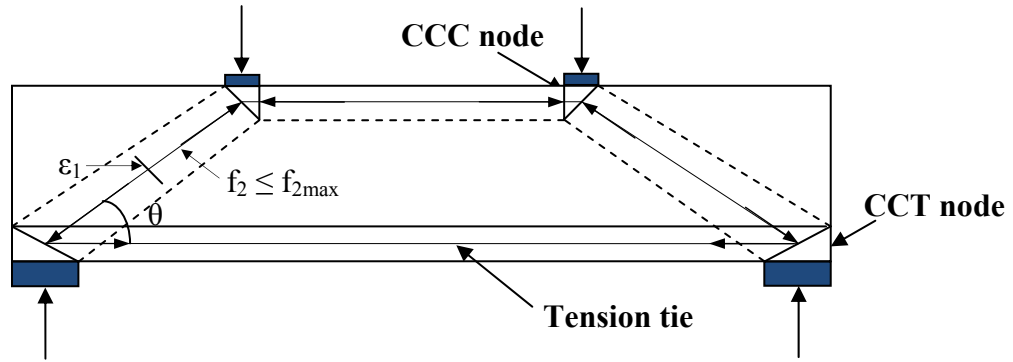 CCC node
ε₁
f₂ ≤ f₂max
θ
CCT node
Tension tie